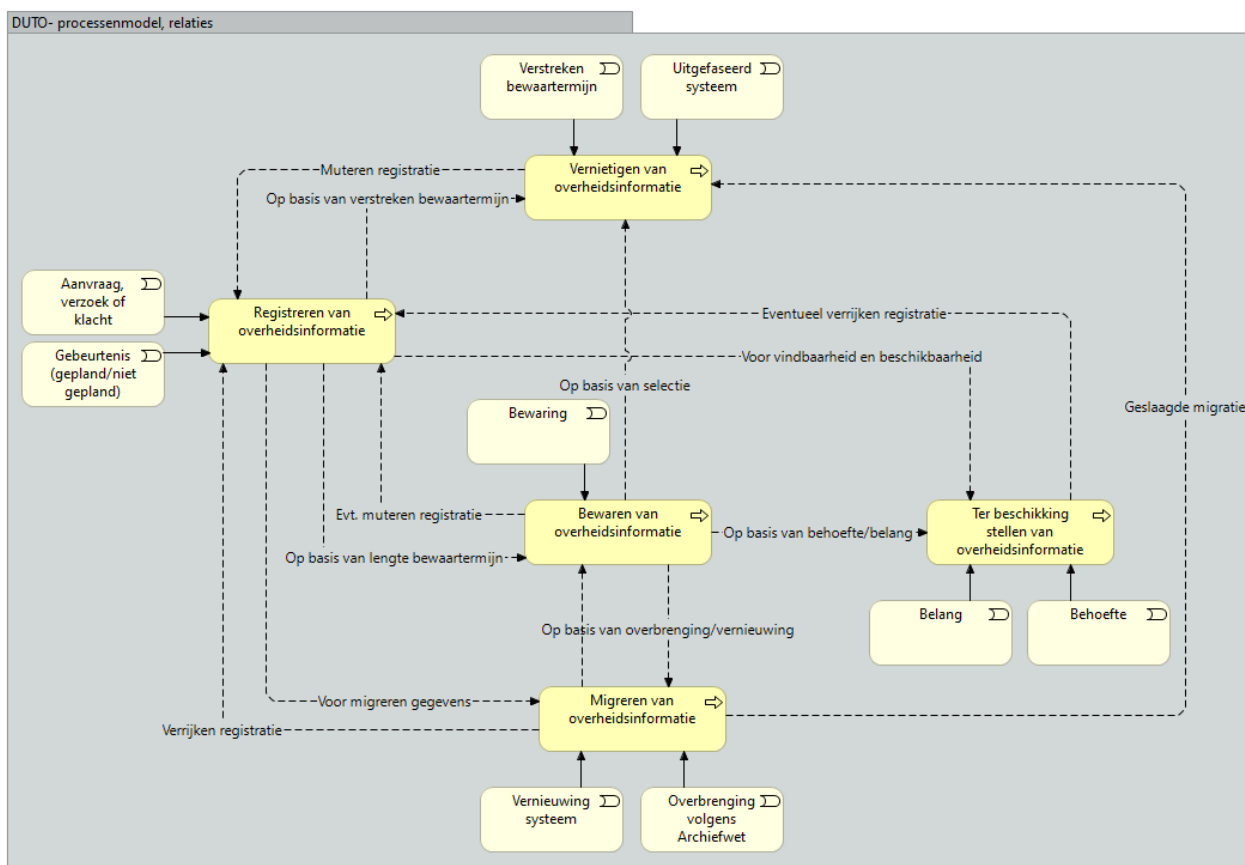 DUTO- processenmodel, relaties
Verstreken
bewaartermijn
Uitgefaseerd
systeem
Muteren registratie
Vernietigen van
overheidsinformatie
Op basis van verstreken bewaartermijn
Aanvraag,
verzoek of
klacht
Registreren van
overheidsinformatie
Eventueel verrijken registratie
Gebeurtenis
(gepland/niet
gepland)
Voor vindbaarheid en beschikbaarheid
Op basis van selectie
Bewaring
Geslaagde migratie
Evt. muteren registratie
Bewaren van
overheidsinformatie
Op basis van behoefte/belang
Ter beschikking
stellen van
overheidsinformatie
Op basis van lengte bewaartermijn
Belang
Behoefte
Op basis van overbrenging/vernieuwing
Voor migreren gegevens
Migreren van
overheidsinformatie
Verrijken registratie
Vernieuwing
systeem
Overbrenging
volgens
Archiefwet